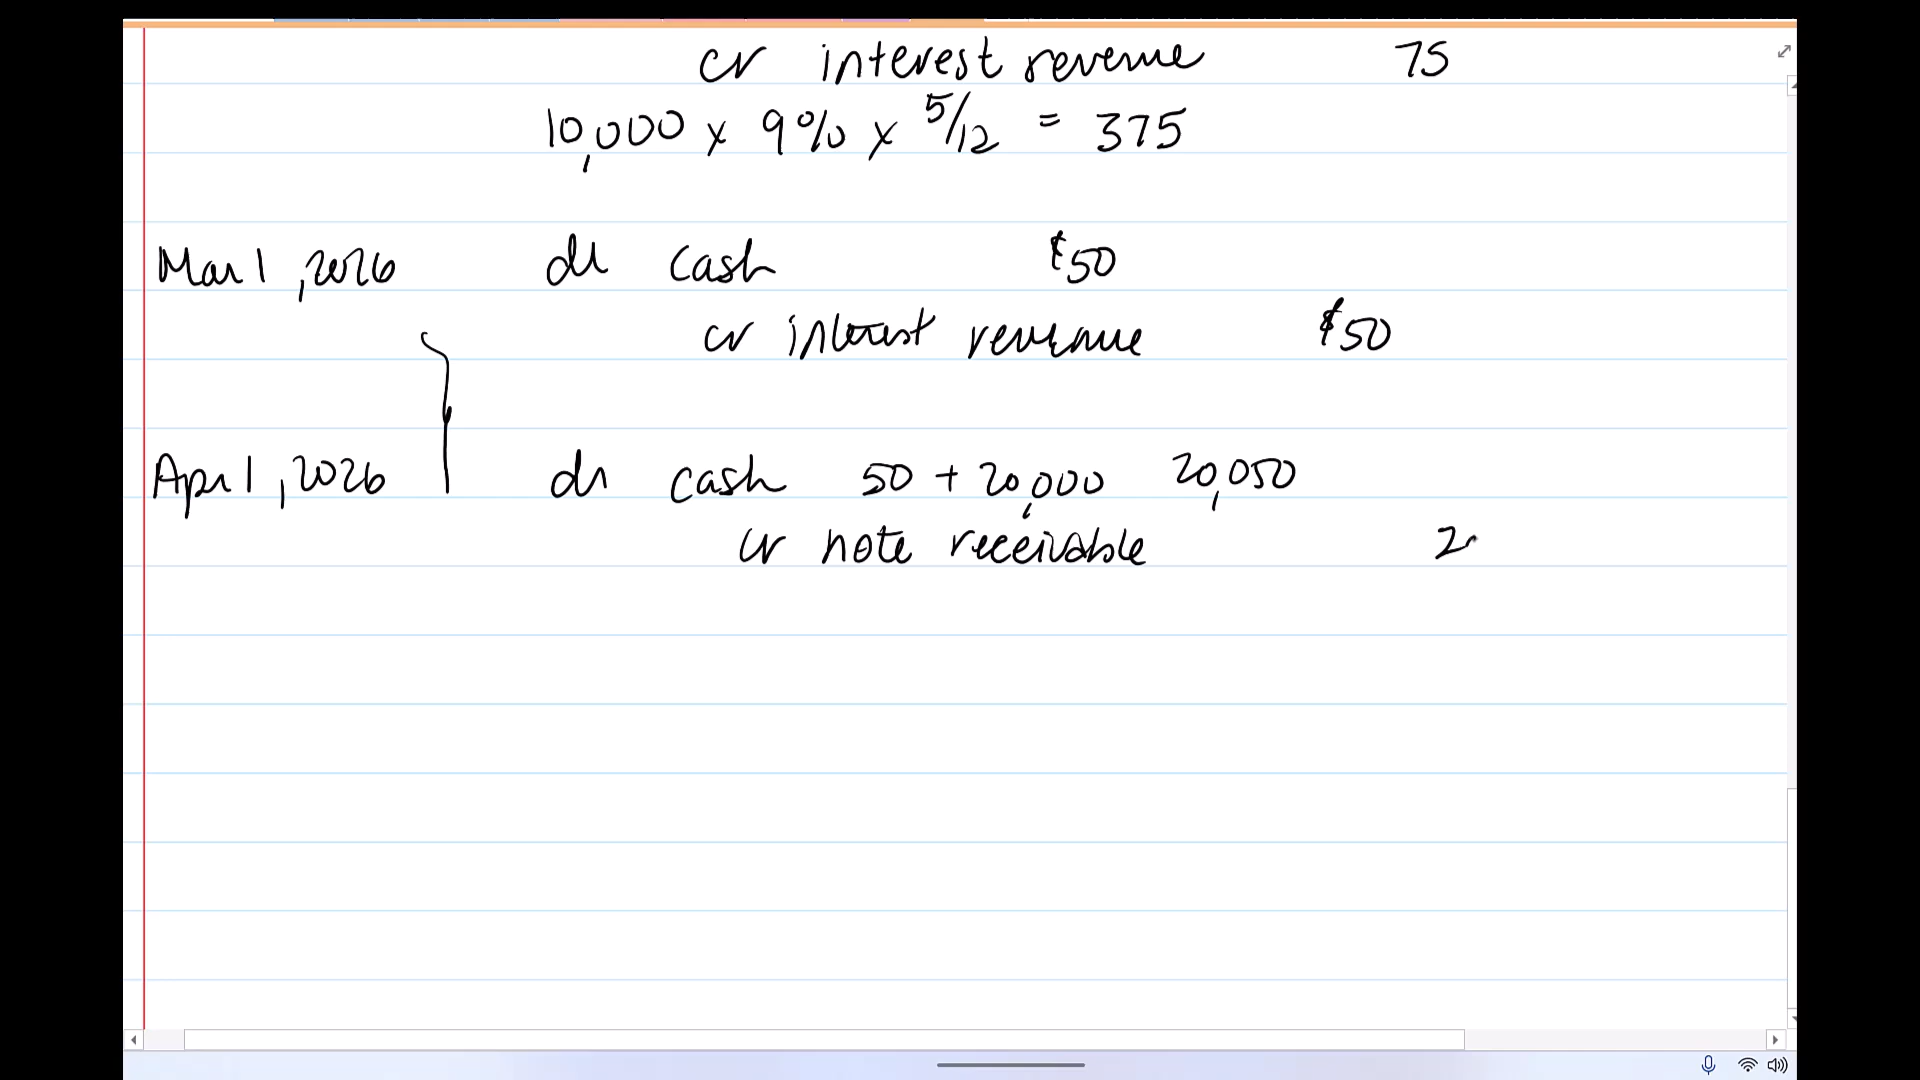 cr interest revenue 75
10,000 x 9% x 5/12 = 375
Mar 1, 2026 dr cash $50
cr interest revenue $50
Apr 1, 2026 dr cash 50 + 20,000 20,050
cr note receivable 2